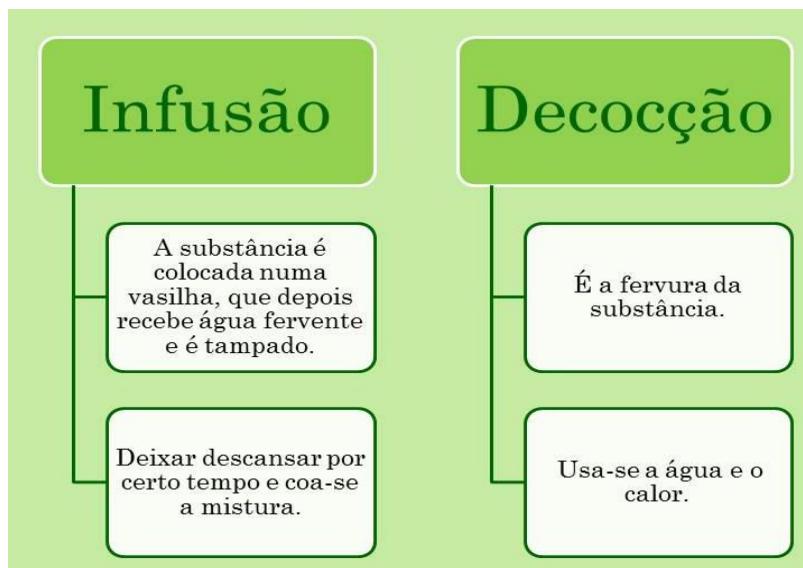 Infusão
A substância é
colocada numa
vasilha, que depois
recebe água fervente
e é tampado.
Deixar descansar por
certo tempo e coa-se
a mistura.
Decocção
É a fervura da
substância.
Usa-se a água e o
calor.